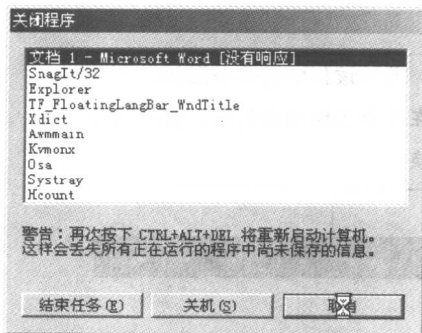 关闭程序
文档 1 - Microsoft Word [没有响应]
SnagIt/32
Explorer
TF_FloatingLangBar_WndTitle
Xdict
Awmmain
Kvmonx
Osa
Systray
Hcount
警告：再次按下 CTRL+ALT+DEL 将重新启动计算机。
这样会丢失所有正在运行的程序中尚未保存的信息。
结束任务(E) 关机(S) 取消